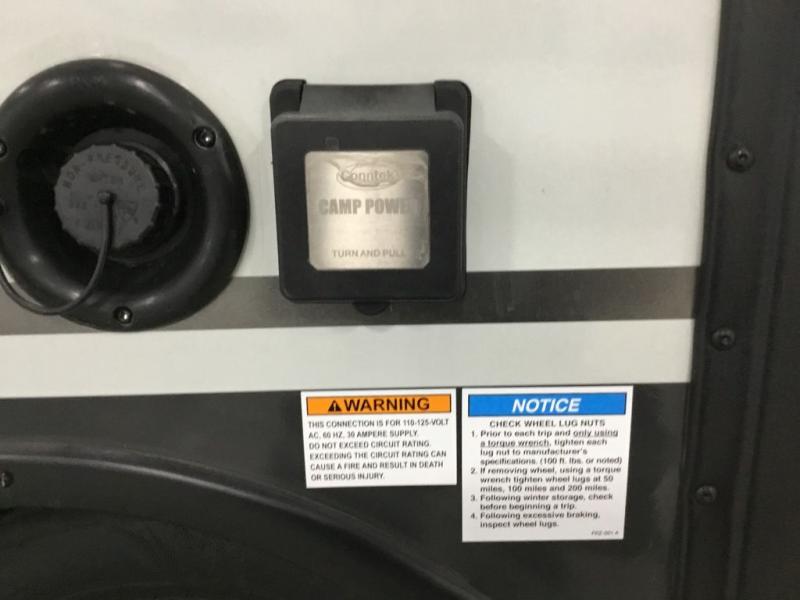 NON-PRESSURE
Conntek
CAMP POWER
TURN AND PULL
WARNING
THIS CONNECTION IS FOR 110-125-VOLT
AC, 60 HZ, 30 AMPERE SUPPLY.
DO NOT EXCEED CIRCUIT RATING.
EXCEEDING THE CIRCUIT RATING CAN
CAUSE A FIRE AND RESULT IN DEATH
OR SERIOUS INJURY.
NOTICE
CHECK WHEEL LUG NUTS
1. Prior to each trip and only using
a torque wrench, tighten each
lug nut to manufacturer's
specifications. (100 ft. lbs. or noted)
2. If removing wheel, using a torque
wrench tighten wheel lugs at 50
miles, 100 miles and 200 miles.
3. Following winter storage, check
before beginning a trip.
4. Following excessive braking,
inspect wheel lugs.